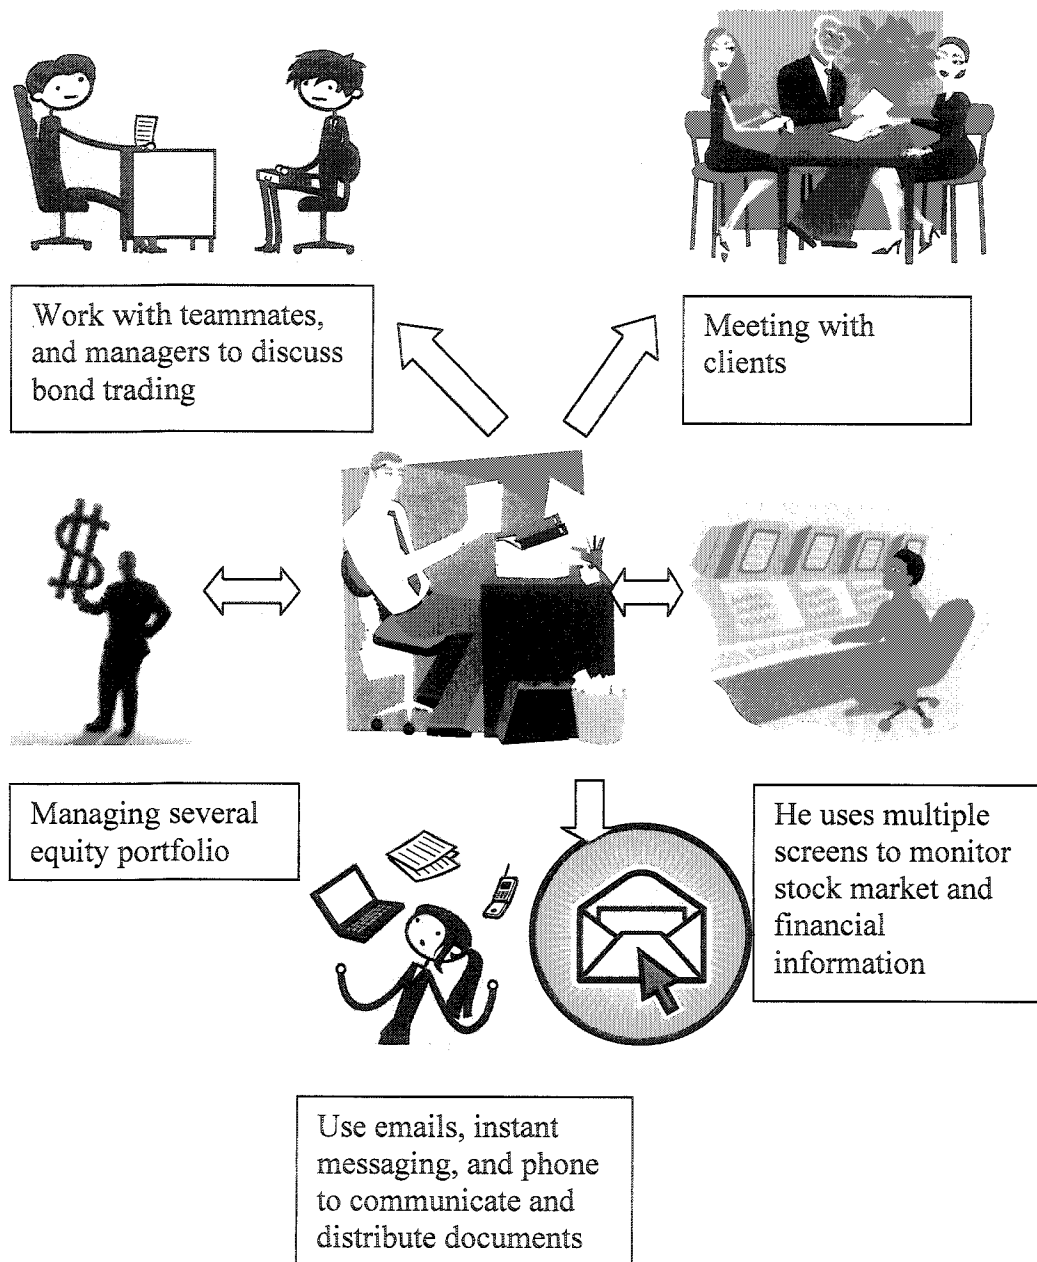 Work with teammates,
and managers to discuss
bond trading
Meeting with
clients
Managing several
equity portfolio
He uses multiple
screens to monitor
stock market and
financial
information
Use emails, instant
messaging, and phone
to communicate and
distribute documents